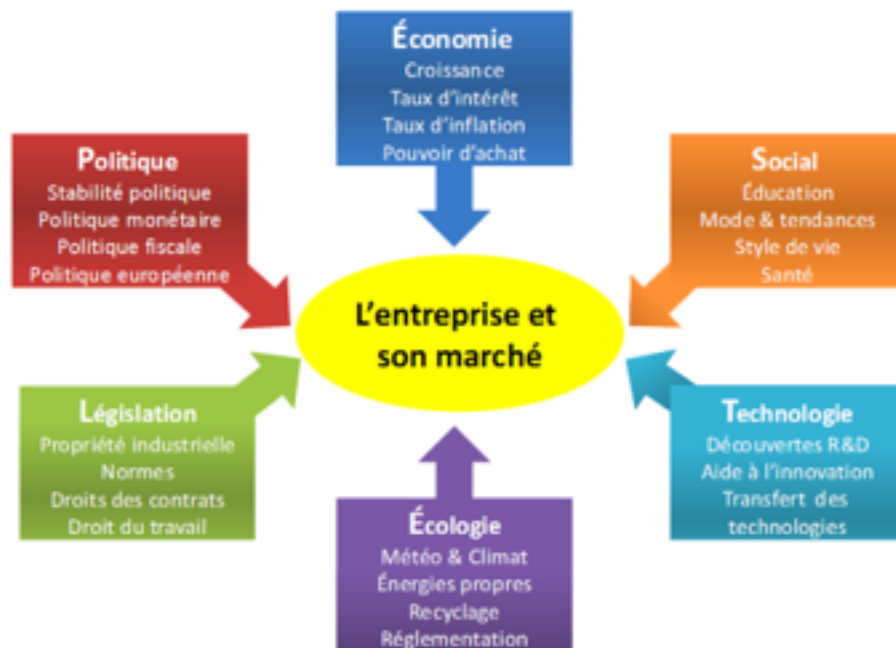 Économie
Croissance
Taux d'intérêt
Taux d'inflation
Pouvoir d'achat
Politique
Stabilité politique
Politique monétaire
Politique fiscale
Politique européenne
Social
Éducation
Mode & tendances
Style de vie
Santé
L'entreprise et
son marché
Législation
Propriété industrielle
Normes
Droits des contrats
Droit du travail
Technologie
Découvertes R&D
Aide à l'innovation
Transfert des
technologies
Écologie
Météo & Climat
Énergies propres
Recyclage
Réglementation